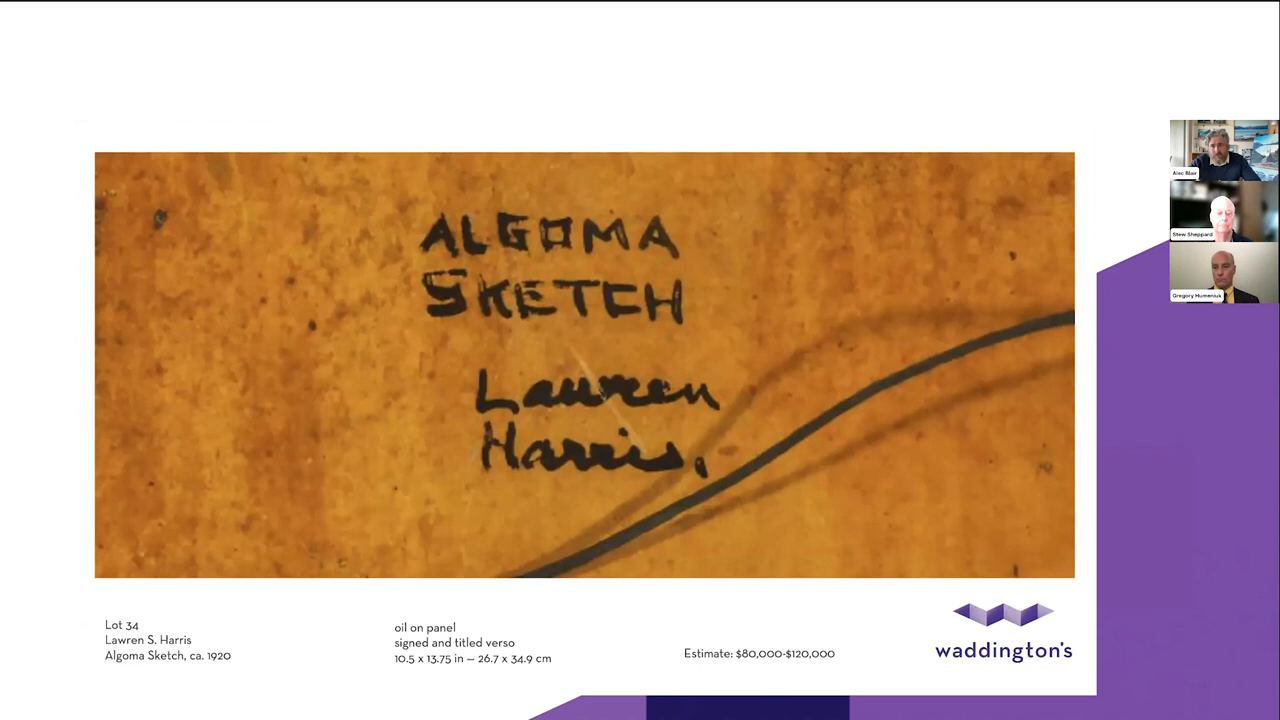 ALGOMA
SKETCH
Lawren
Harris.
Alec Blair
Stew Sheppard
Gregory Humeniuk
Lot 34
Lawren S. Harris
Algoma Sketch, ca. 1920
oil on panel
signed and titled verso
10.5 x 13.75 in — 26.7 x 34.9 cm
Estimate: $80,000-$120,000
waddington's